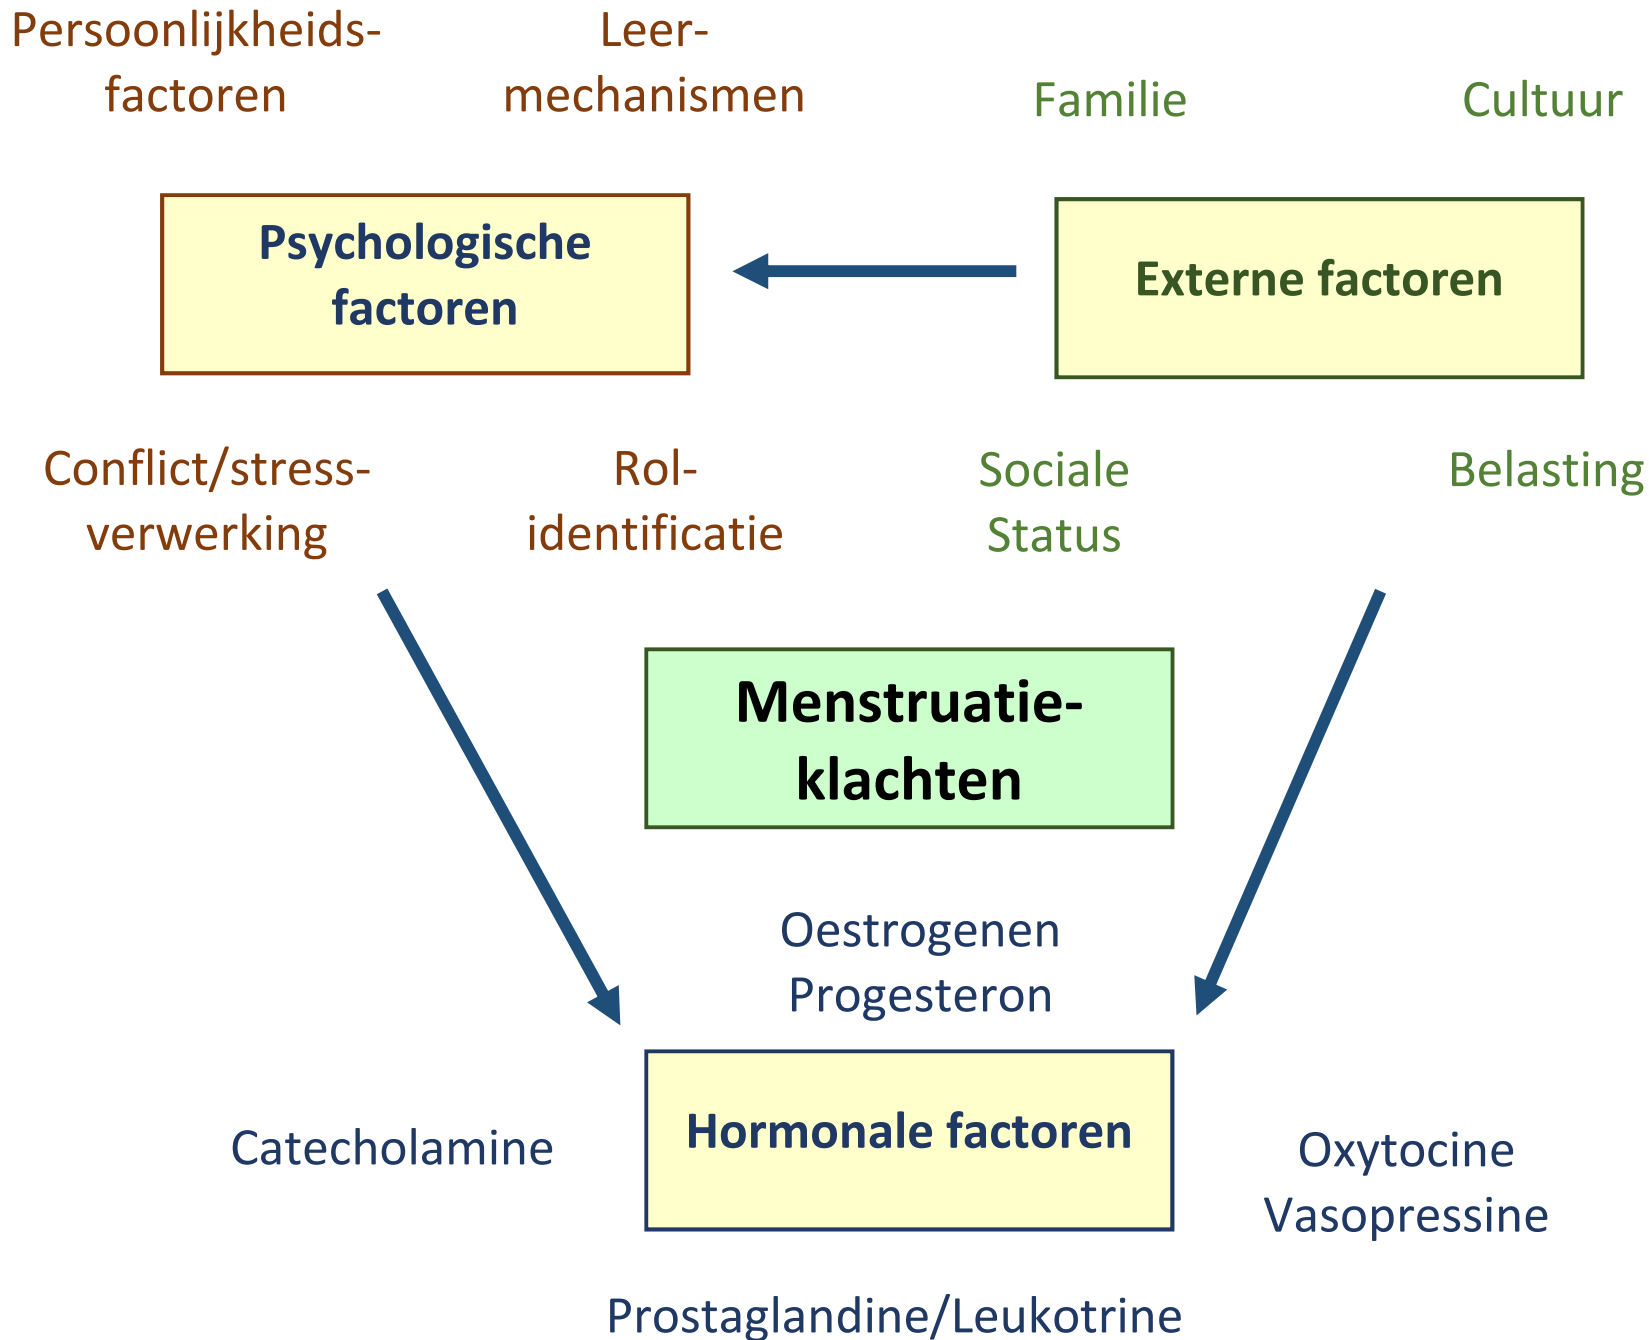 Persoonlijkheids-
factoren
Leer-
mechanismen
Familie
Cultuur
Psychologische
factoren
Externe factoren
Conflict/stress-
verwerking
Rol-
identificatie
Sociale
Status
Belasting
Menstruatie-
klachten
Oestrogenen
Progesteron
Hormonale factoren
Catecholamine
Oxytocine
Vasopressine
Prostaglandine/Leukotrine